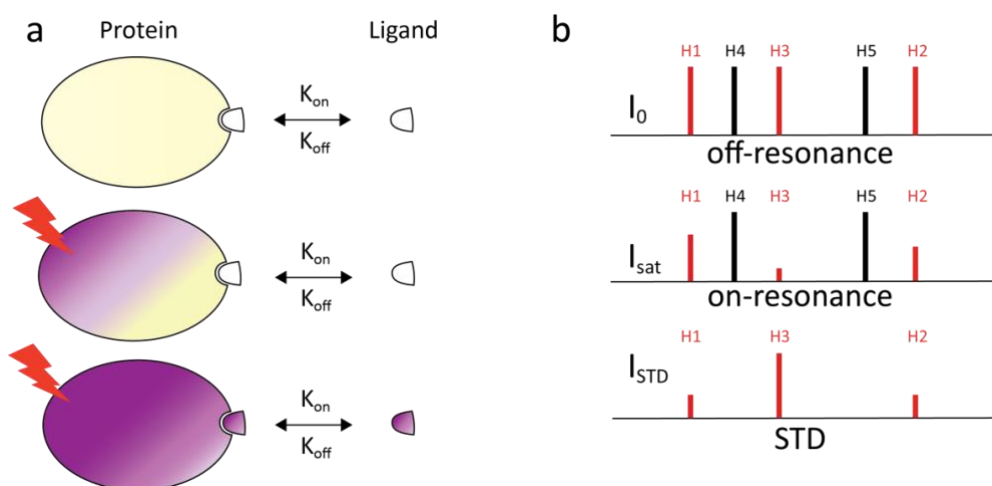 a
Protein
Ligand
Kon
Koff
Kon
Koff
Kon
Koff
b
H1 H4 H3 H5 H2
I0
off-resonance
H1 H4 H3 H5 H2
Isat
on-resonance
H1 H3 H2
ISTD
STD